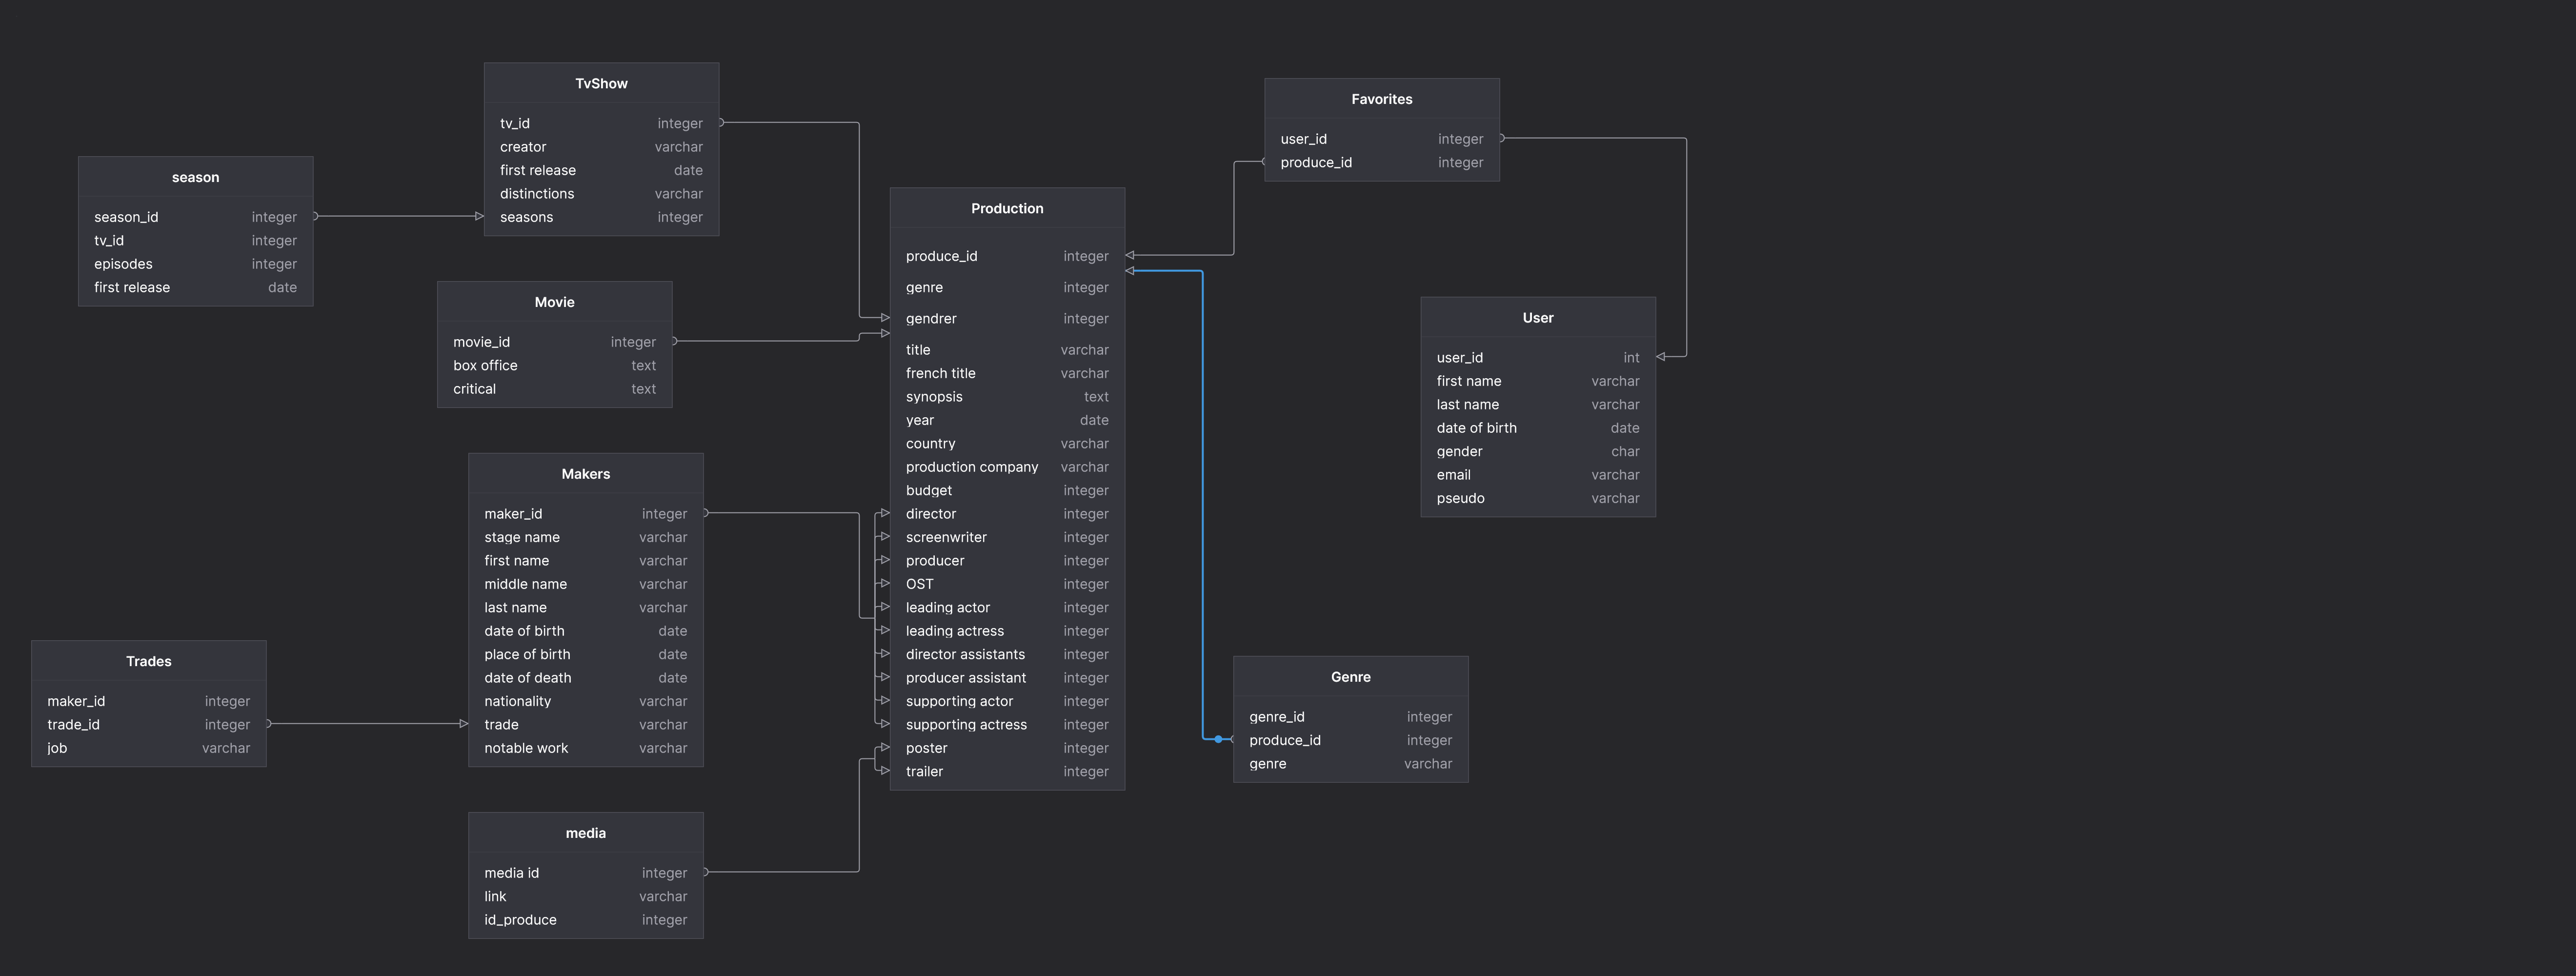 TvShow
tv_id integer
creator varchar
first release date
distinctions varchar
seasons integer
Favorites
user_id integer
produce_id integer
season
season_id integer
tv_id integer
episodes integer
first release date
Production
produce_id integer
genre integer
gendrer integer
title varchar
french title varchar
synopsis text
year date
country varchar
production company varchar
budget integer
director integer
screenwriter integer
producer integer
OST integer
leading actor integer
leading actress integer
director assistants integer
producer assistant integer
supporting actor integer
supporting actress integer
poster integer
trailer integer
Movie
movie_id integer
box office text
critical text
User
user_id int
first name varchar
last name varchar
date of birth date
gender char
email varchar
pseudo varchar
Makers
maker_id integer
stage name varchar
first name varchar
middle name varchar
last name varchar
date of birth date
place of birth date
date of death date
nationality varchar
trade varchar
notable work varchar
Trades
maker_id integer
trade_id integer
job varchar
Genre
genre_id integer
produce_id integer
genre varchar
media
media id integer
link varchar
id_produce integer